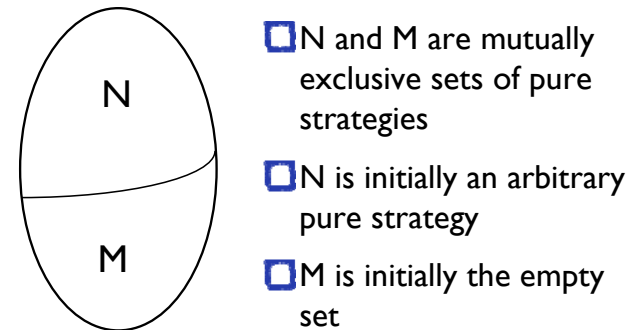 N
M
N and M are mutually
exclusive sets of pure
strategies
N is initially an arbitrary
pure strategy
M is initially the empty
set